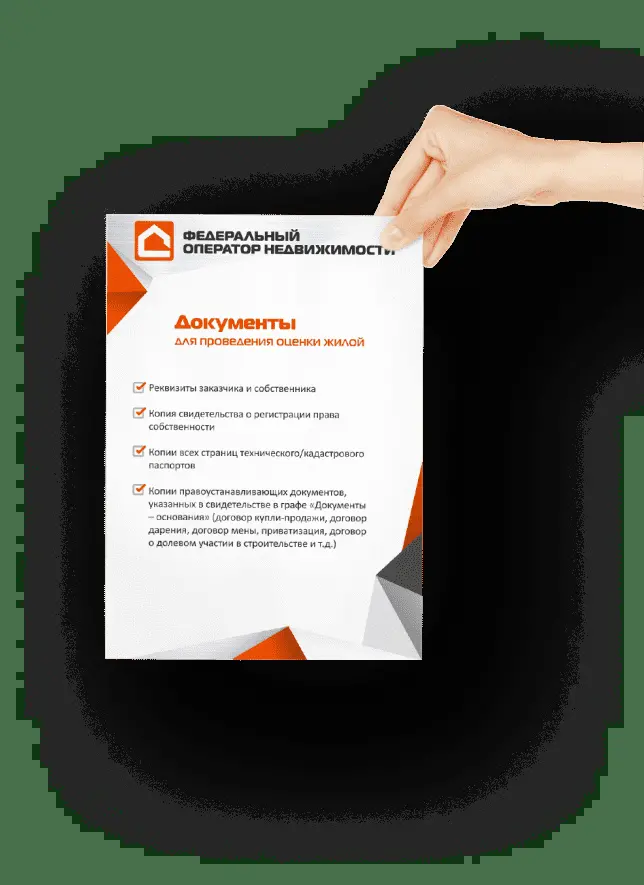 ФЕДЕРАЛЬНЫЙ
ОПЕРАТОР НЕДВИЖИМОСТИ
Документы
для проведения оценки жилой
Реквизиты заказчика и собственника
Копия свидетельства о регистрации права
собственности
Копии всех страниц технического/кадастрового
паспортов
Копии правоустанавливающих документов,
указанных в свидетельстве в графе «Документы
– основания» (договор купли-продажи, договор
дарения, договор мены, приватизация, договор
о долевом участии в строительстве и т.д.)